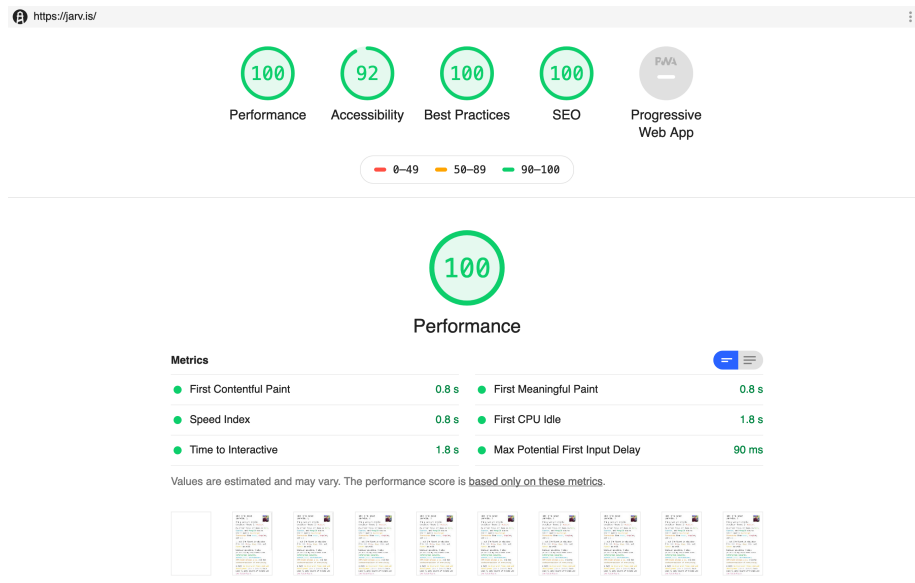 https://jarv.is/
100 92 100 100 PWA
Performance Accessibility Best Practices SEO Progressive
Web App
0–49 50–89 90–100
100
Performance
Metrics
First Contentful Paint 0.8 s First Meaningful Paint 0.8 s
Speed Index 0.8 s First CPU Idle 1.8 s
Time to Interactive 1.8 s Max Potential First Input Delay 90 ms
Values are estimated and may vary. The performance score is based only on these metrics.